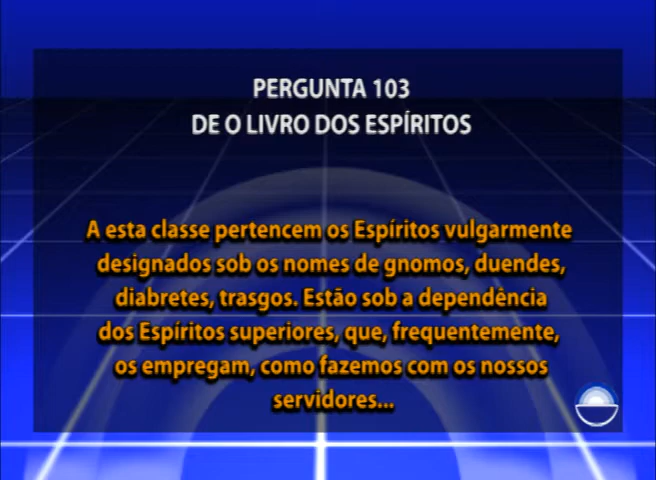 PERGUNTA 103
DE O LIVRO DOS ESPÍRITOS
A esta classe pertencem os Espíritos vulgarmente
designados sob os nomes de gnomos, duendes,
diabretes, trasgos. Estão sob a dependência
dos Espíritos superiores, que, frequentemente,
os empregam, como fazemos com os nossos
servidores...